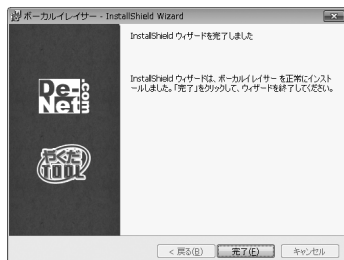 ボーカルイレイサー - InstallShield Wizard
InstallShield ウィザードを完了しました
InstallShield ウィザードは、ボーカルイレイサー を正常にインスト
ールしました。「完了」をクリックして、ウィザードを終了してください。
De-
Net.com
やくだ
TOOL
< 戻る(B)
完了(F)
キャンセル